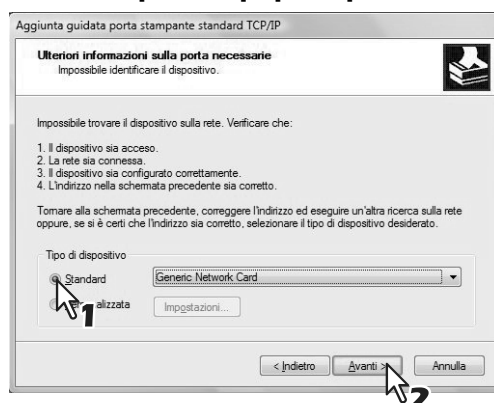 Aggiunta guidata porta stampante standard TCP/IP
Ulteriori informazioni sulla porta necessarie
Impossibile identificare il dispositivo.
Impossibile trovare il dispositivo sulla rete. Verificare che:
1. Il dispositivo sia acceso.
2. La rete sia connessa.
3. Il dispositivo sia configurato correttamente.
4. L'indirizzo nella schermata precedente sia corretto.
Tornare alla schermata precedente, correggere l'indirizzo ed eseguire un'altra ricerca sulla rete
oppure, se si è certi che l'indirizzo sia corretto, selezionare il tipo di dispositivo desiderato.
Tipo di dispositivo
Standard
Generic Network Card
1
Impostazioni...
< Indietro
Avanti >
Annulla
2